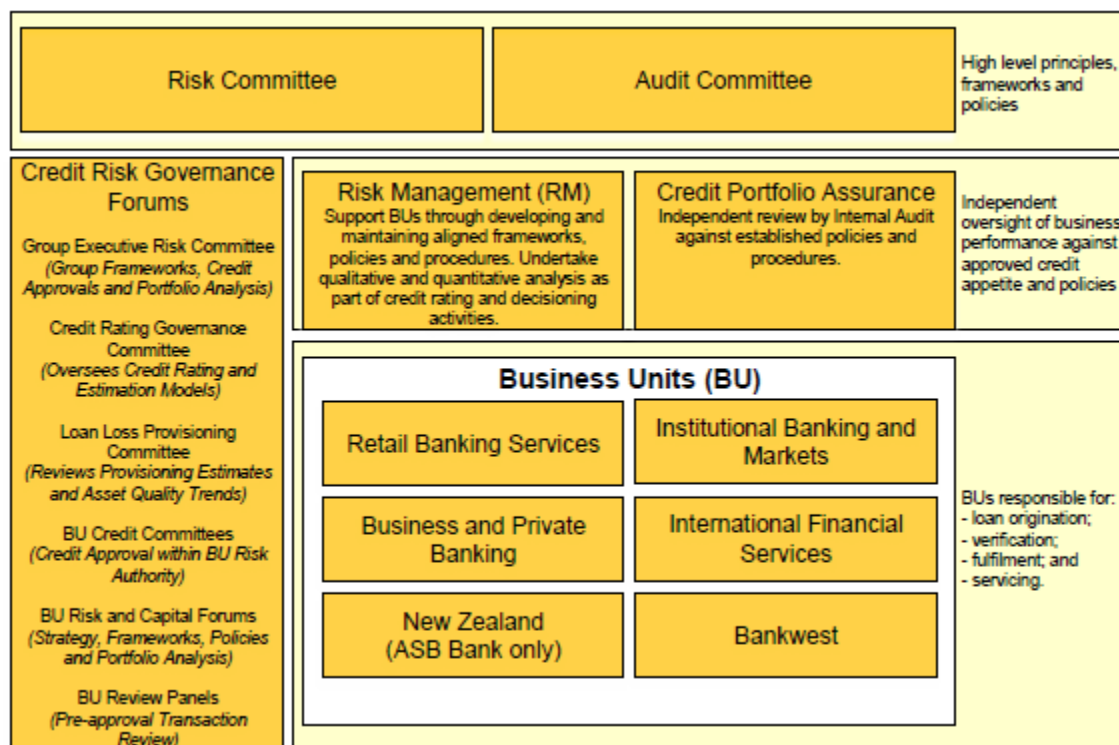 Risk Committee
Audit Committee
High level principles,
frameworks and
policies
Credit Risk Governance
Forums
Group Executive Risk Committee
(Group Frameworks, Credit
Approvals and Portfolio Analysis)
Credit Rating Governance
Committee
(Oversees Credit Rating and
Estimation Models)
Loan Loss Provisioning
Committee
(Reviews Provisioning Estimates
and Asset Quality Trends)
BU Credit Committees
(Credit Approval within BU Risk
Authority)
BU Risk and Capital Forums
(Strategy, Frameworks, Policies
and Portfolio Analysis)
BU Review Panels
(Pre-approval Transaction
Review)
Risk Management (RM)
Support BUs through developing and
maintaining aligned frameworks,
policies and procedures. Undertake
qualitative and quantitative analysis as
part of credit rating and decisioning
activities.
Credit Portfolio Assurance
Independent review by Internal Audit
against established policies and
procedures.
Independent
oversight of business
performance against
approved credit
appetite and policies
Business Units (BU)
Retail Banking Services
Institutional Banking and
Markets
Business and Private
Banking
International Financial
Services
New Zealand
(ASB Bank only)
Bankwest
BUs responsible for:
- loan origination;
- verification;
- fulfilment; and
- servicing.